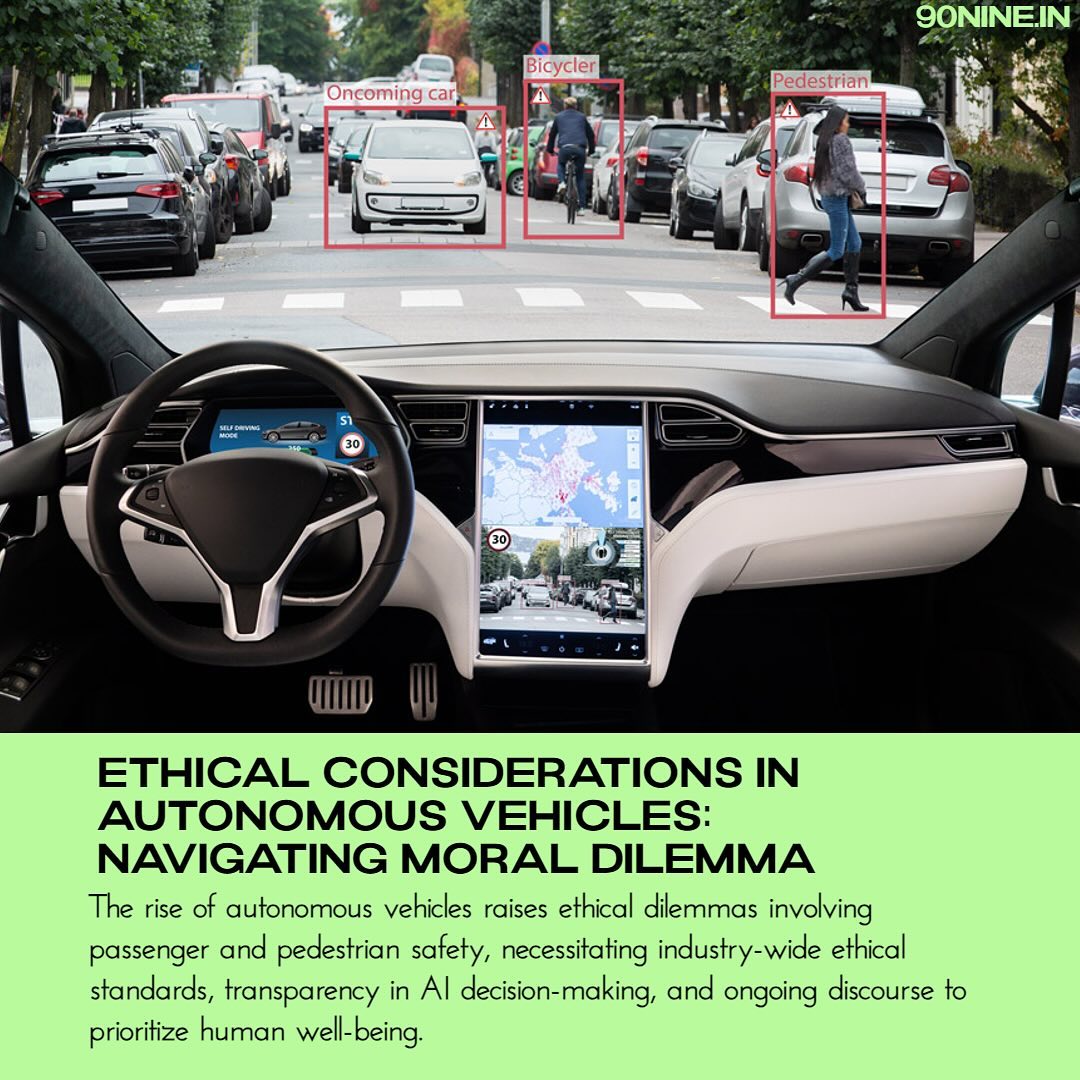 90NINE.IN
Bicycler
Pedestrian
Oncoming car
SELF DRIVING
MODE
S1
30
250
30
ETHICAL CONSIDERATIONS IN
AUTONOMOUS VEHICLES:
NAVIGATING MORAL DILEMMA
The rise of autonomous vehicles raises ethical dilemmas involving
passenger and pedestrian safety, necessitating industry-wide ethical
standards, transparency in AI decision-making, and ongoing discourse to
prioritize human well-being.